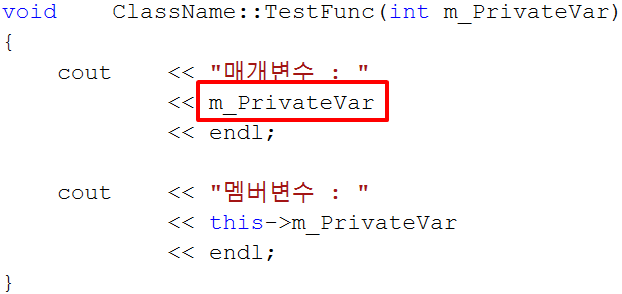 void    ClassName::TestFunc(int m_PrivateVar)
{
    cout    << "매개변수 : "
            << m_PrivateVar
            << endl;
    cout    << "멤버변수 : "
            << this->m_PrivateVar
            << endl;
}